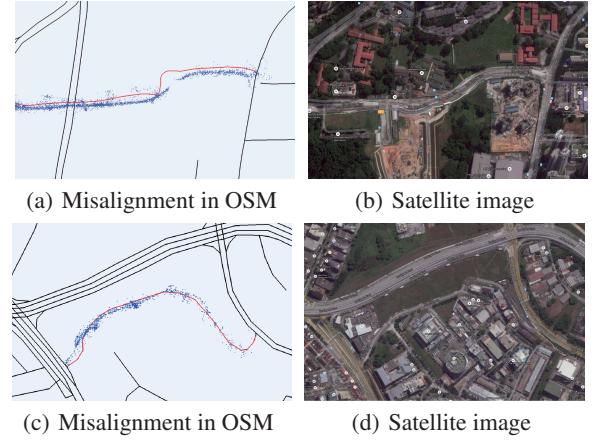 (a) Misalignment in OSM
(b) Satellite image
(c) Misalignment in OSM
(d) Satellite image